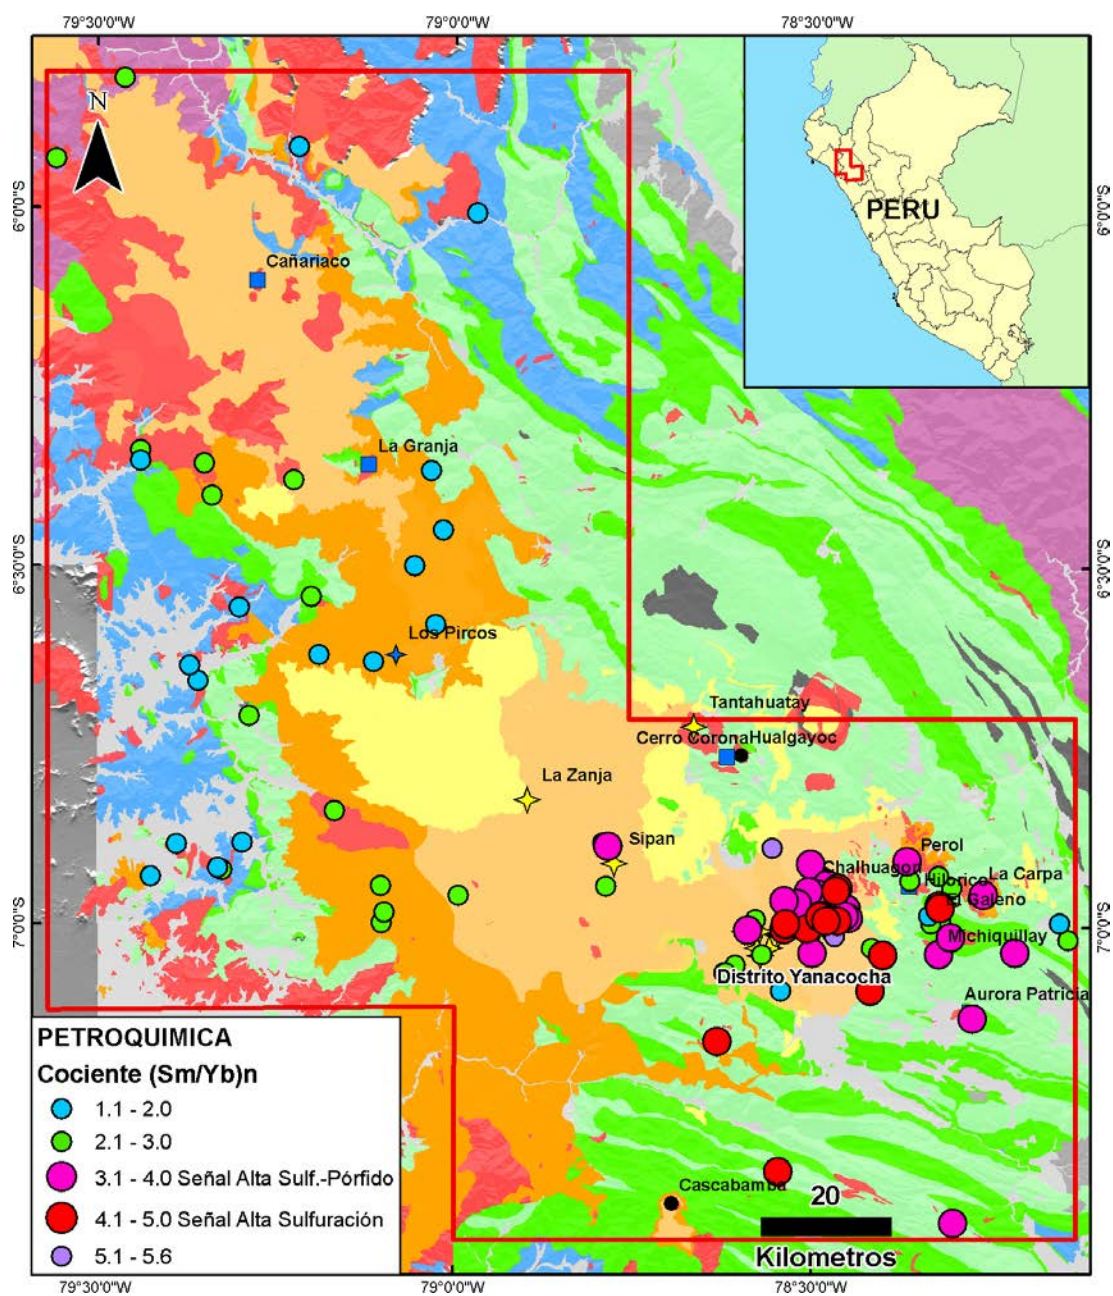 79°30'0"W
79°0'0"W
78°30'0"W
N
PERU
6°0'0"S
6°0'0"S
Cañariaco
La Granja
6°30'0"S
6°30'0"S
Los Pircos
Tantahuatay
Cerro Corona
Hualgayoc
La Zanja
Sipan
Perol
Chalhuagon
Hilorico
La Carpa
El Galeno
7°0'0"S
7°0'0"S
Michiquillay
Distrito Yanacocha
Aurora Patricia
PETROQUIMICA
Cociente (Sm/Yb)n
1.1 - 2.0
2.1 - 3.0
3.1 - 4.0 Señal Alta Sulf.-Pórfido
4.1 - 5.0 Señal Alta Sulfuración
5.1 - 5.6
Cascabamba
20
Kilometros
79°30'0"W
79°0'0"W
78°30'0"W